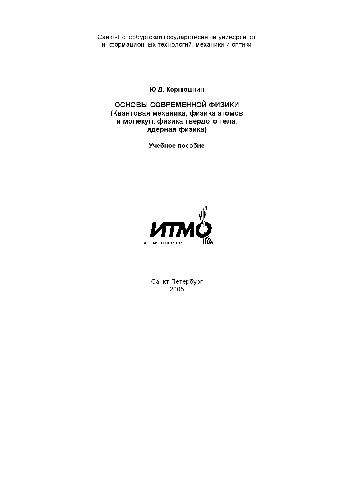 Санкт-Петербургский государственный университет
информационных технологий, механики и оптики
Ю.Д. Корнюшкин
ОСНОВЫ СОВРЕМЕННОЙ ФИЗИКИ
(Квантовая механика, физика атомов
и молекул, физика твердого тела,
ядерная физика)
Учебное пособие
ИТМО
Санкт-Петербург
2005